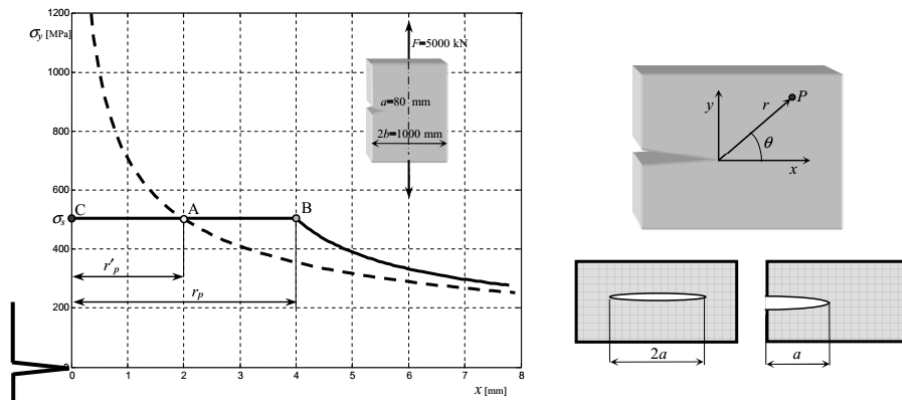 σy [MPa]
1200
1000
800
600
σs
400
200
0
0 1 2 3 4 5 6 7 8
x [mm]
C
A
B
r'p
rp
F=5000 kN
a=80 mm
2b=1000 mm
y
r
P
θ
x
2a
a